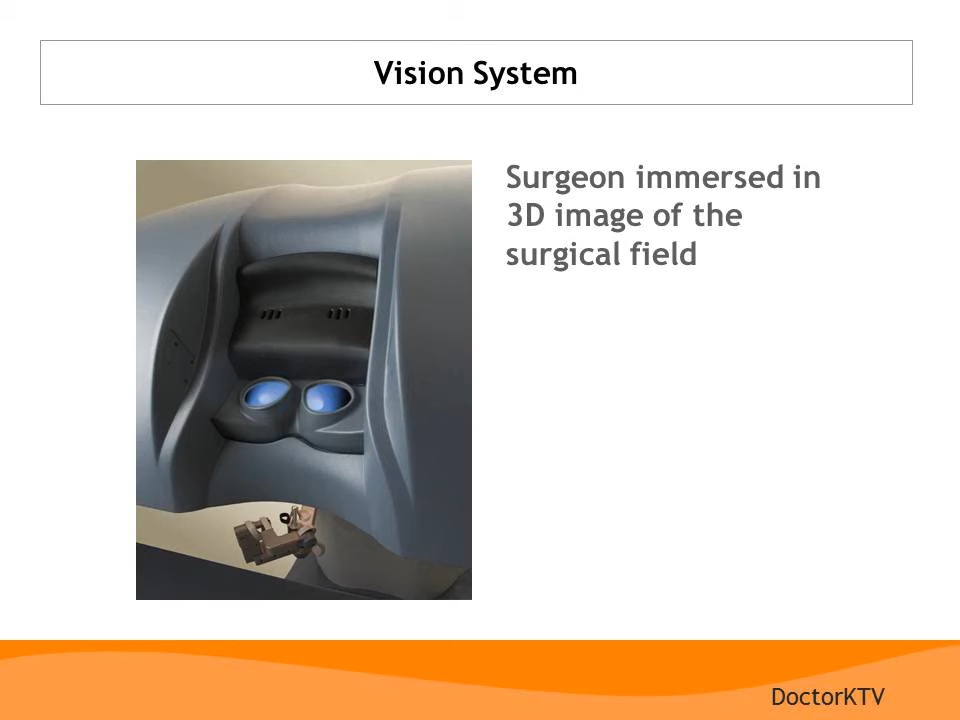 Vision System
Surgeon immersed in
3D image of the
surgical field
DoctorKTV